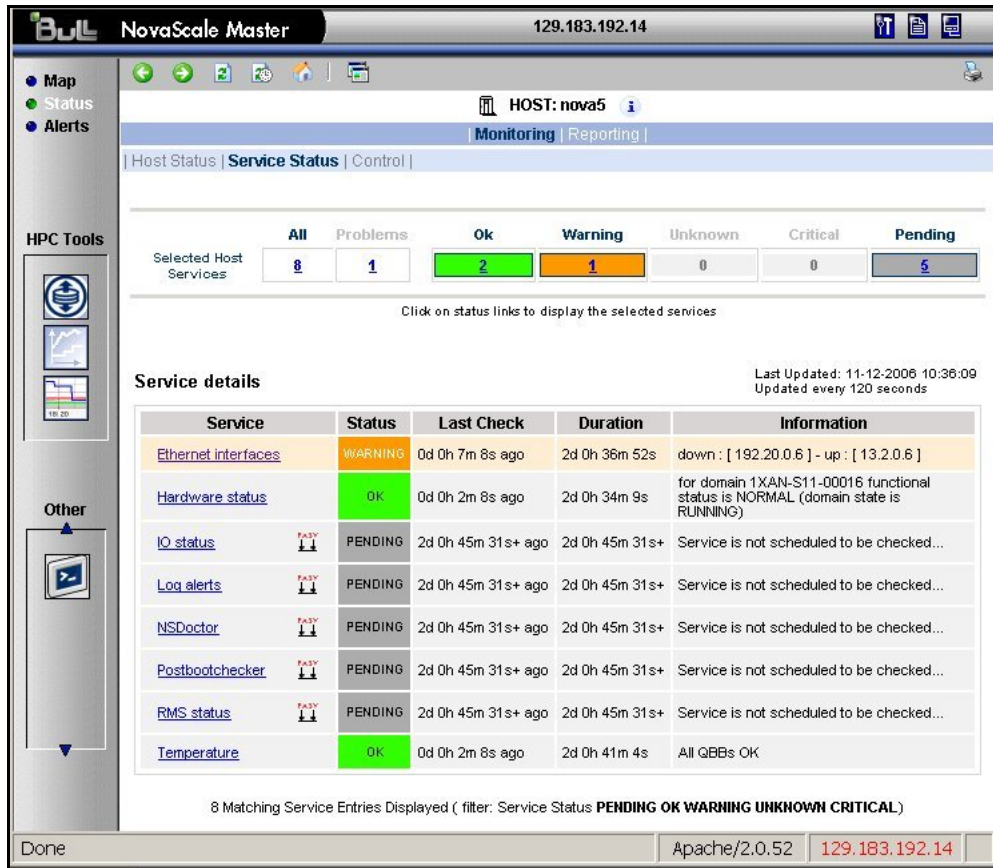 Bull
NovaScale Master
129.183.192.14
Map
Status
Alerts
HOST: nova5
| Monitoring | Reporting |
| Host Status | Service Status | Control |
HPC Tools
All Problems Ok Warning Unknown Critical Pending
Selected Host
Services
8 1 2 1 0 0 5
Click on status links to display the selected services
Service details
Last Updated: 11-12-2006 10:36:09
Updated every 120 seconds
Service Status Last Check Duration Information
Ethernet interfaces WARNING 0d 0h 7m 8s ago 2d 0h 36m 52s down : [ 192.20.0.6 ] - up : [ 13.2.0.6 ]
Hardware status OK 0d 0h 2m 8s ago 2d 0h 34m 9s for domain 1XAN-S11-00016 functional
status is NORMAL (domain state is
RUNNING)
Other
IO status PENDING 2d 0h 45m 31s+ ago 2d 0h 45m 31s+ Service is not scheduled to be checked...
Log alerts PENDING 2d 0h 45m 31s+ ago 2d 0h 45m 31s+ Service is not scheduled to be checked...
NSDoctor PENDING 2d 0h 45m 31s+ ago 2d 0h 45m 31s+ Service is not scheduled to be checked...
Postbootchecker PENDING 2d 0h 45m 31s+ ago 2d 0h 45m 31s+ Service is not scheduled to be checked...
RMS status PENDING 2d 0h 45m 31s+ ago 2d 0h 45m 31s+ Service is not scheduled to be checked...
Temperature OK 0d 0h 2m 8s ago 2d 0h 41m 4s All QBBs OK
8 Matching Service Entries Displayed ( filter: Service Status PENDING OK WARNING UNKNOWN CRITICAL)
Done
Apache/2.0.52
129.183.192.14